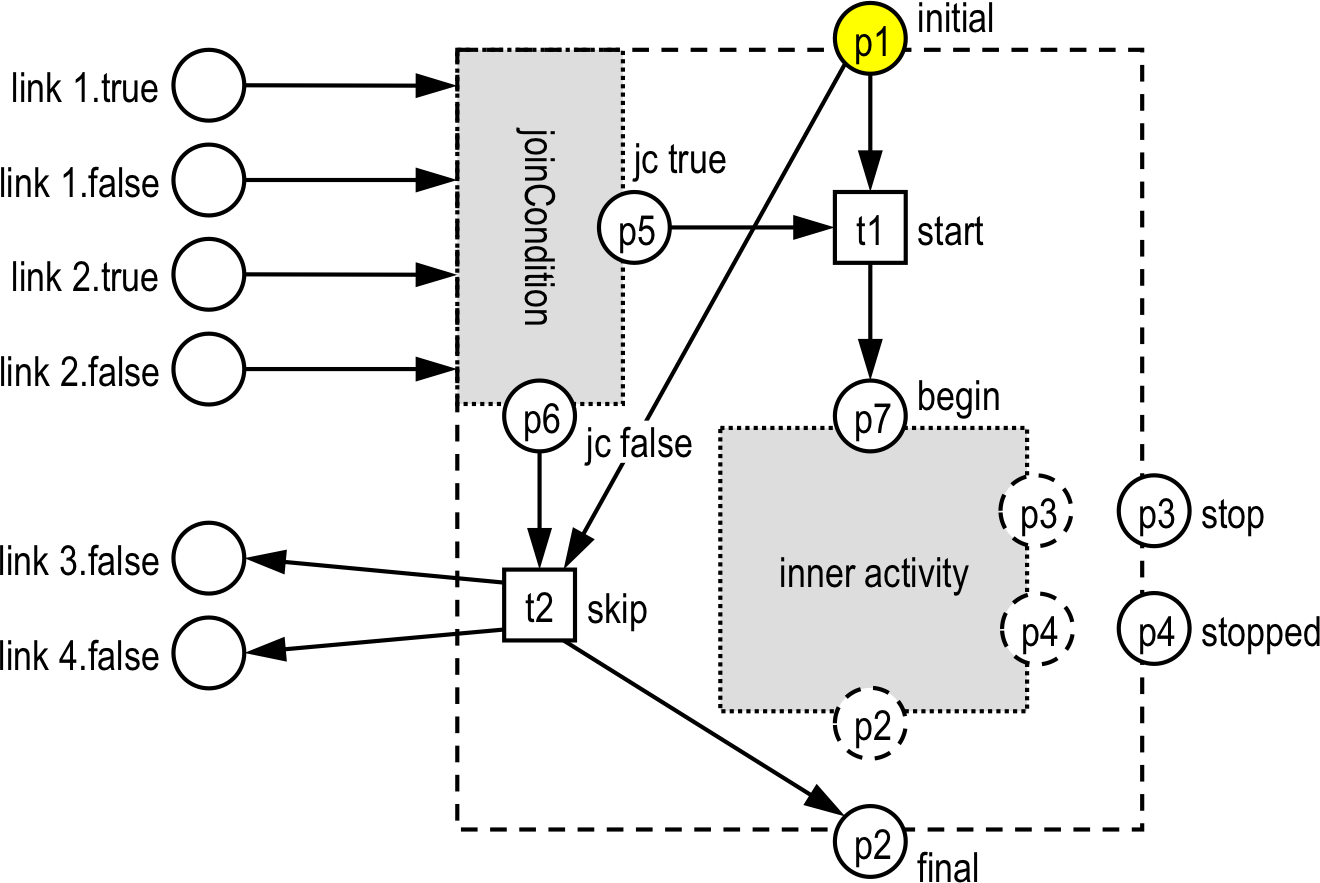 initial
p1
link 1.true
joinCondition
jc true
link 1.false
p5
t1
start
link 2.true
link 2.false
p6
jc false
begin
p7
p3
p3
stop
link 3.false
inner activity
t2
skip
p4
p4
stopped
link 4.false
p2
p2
final